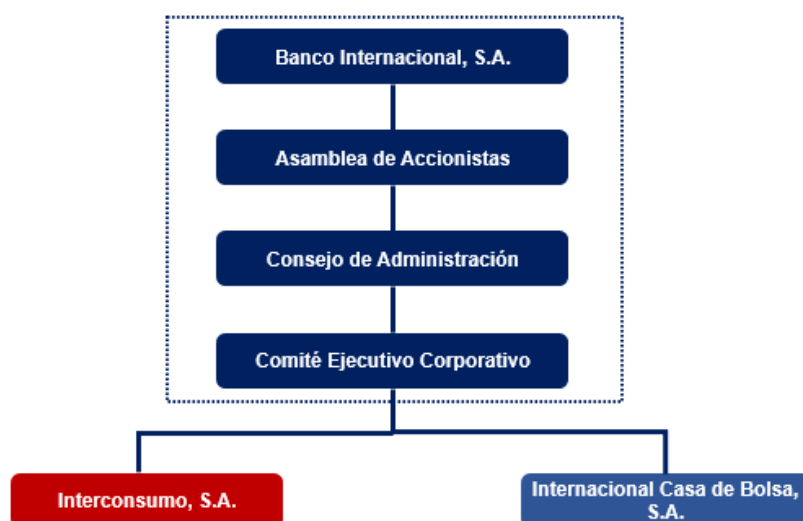 Banco Internacional, S.A.
Asamblea de Accionistas
Consejo de Administración
Comité Ejecutivo Corporativo
Interconsumo, S.A.
Internacional Casa de Bolsa,
S.A.